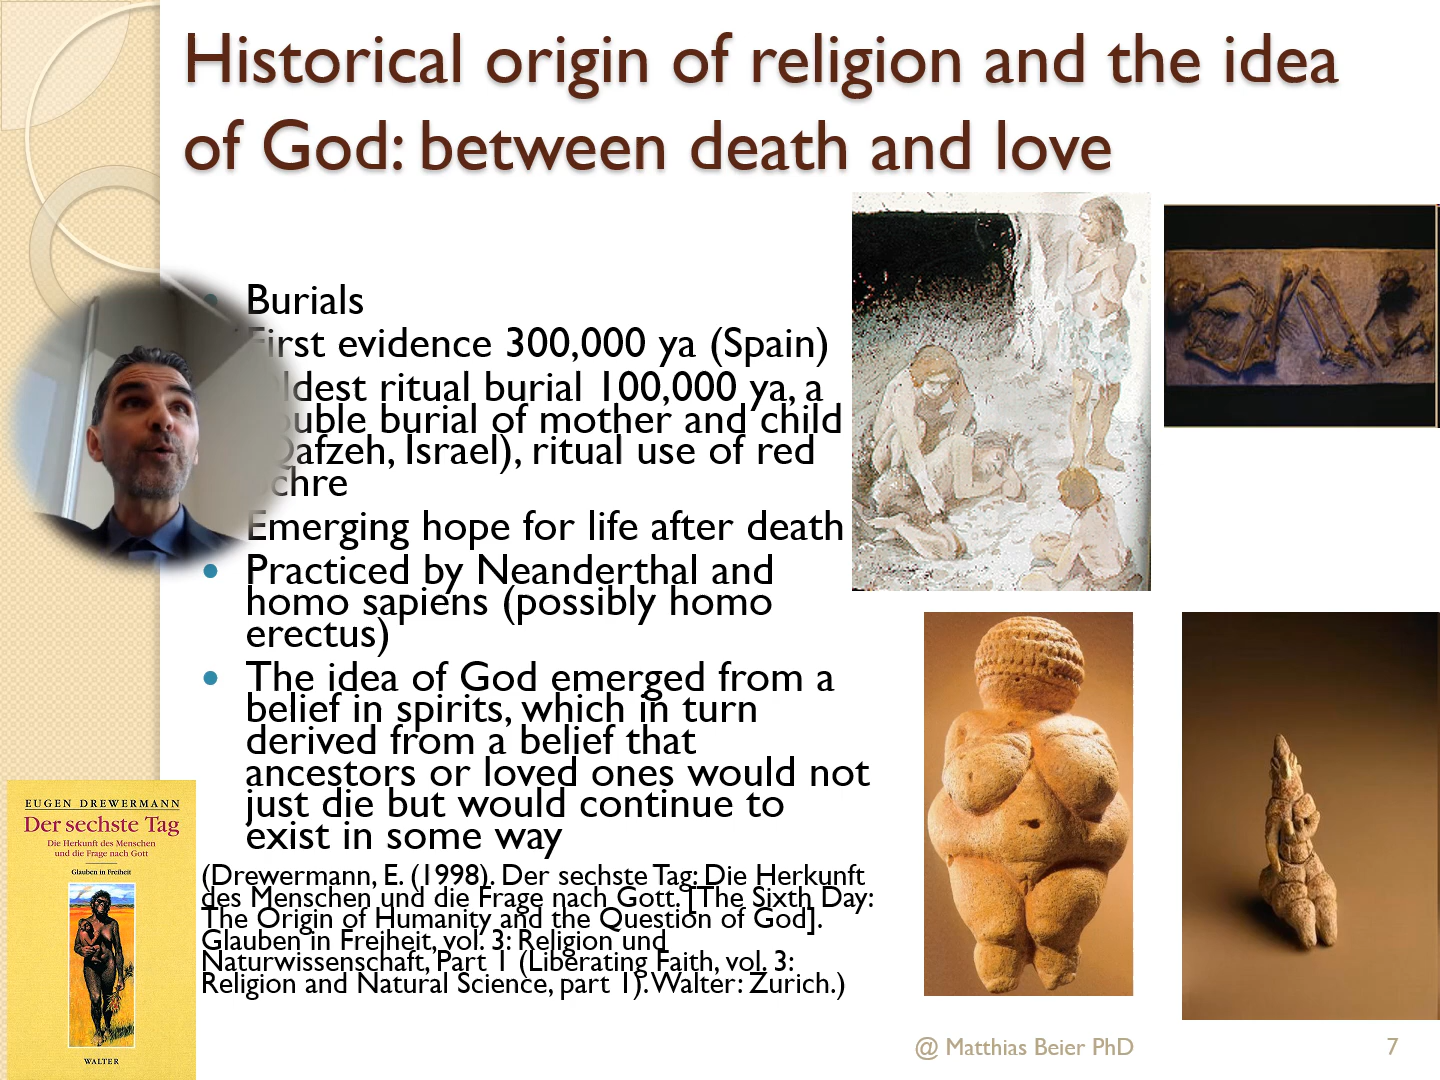 Historical origin of religion and the idea
of God: between death and love
Burials
First evidence 300,000 ya (Spain)
Oldest ritual burial 100,000 ya, a
double burial of mother and child
(Qafzeh, Israel), ritual use of red
ochre
Emerging hope for life after death
Practiced by Neanderthal and
homo sapiens (possibly homo
erectus)
The idea of God emerged from a
belief in spirits, which in turn
derived from a belief that
ancestors or loved ones would not
just die but would continue to
exist in some way
(Drewermann, E. (1998). Der sechste Tag: Die Herkunft
des Menschen und die Frage nach Gott. [The Sixth Day:
The Origin of Humanity and the Question of God].
Glauben in Freiheit, vol. 3: Religion und
Naturwissenschaft, Part 1 (Liberating Faith, vol. 3:
Religion and Natural Science, part 1). Walter: Zurich.)
EUGEN DREWERMANN
Der sechste Tag
Die Herkunft des Menschen
und die Frage nach Gott
Glauben in Freiheit
WALTER
@ Matthias Beier PhD
7